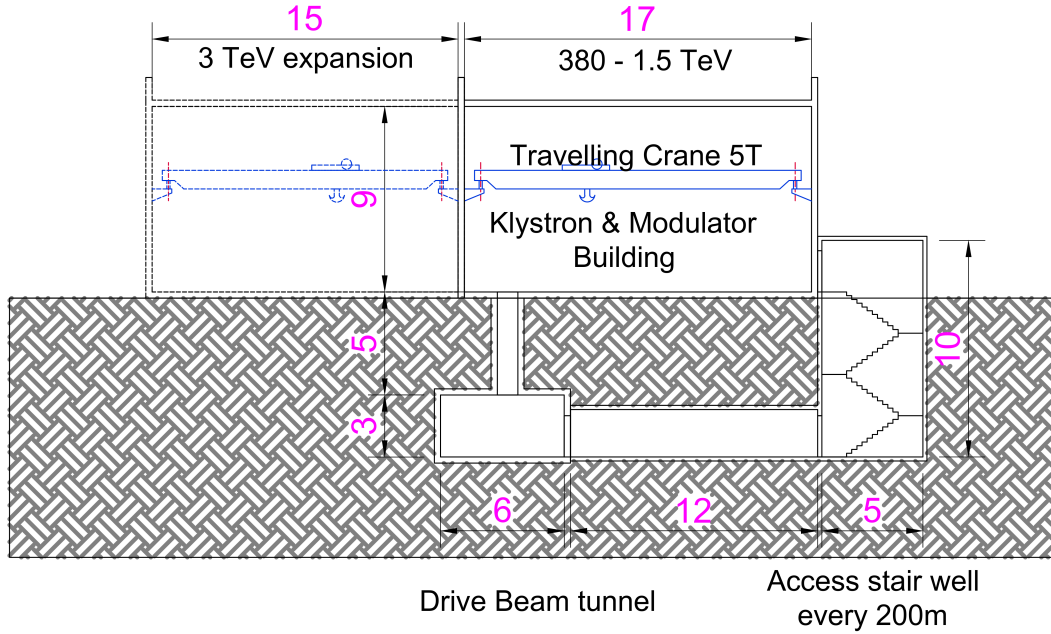 15
17
3 TeV expansion
380 - 1.5 TeV
Travelling Crane 5T
9
Klystron & Modulator
Building
5
10
3
6
12
5
Drive Beam tunnel
Access stair well
every 200m